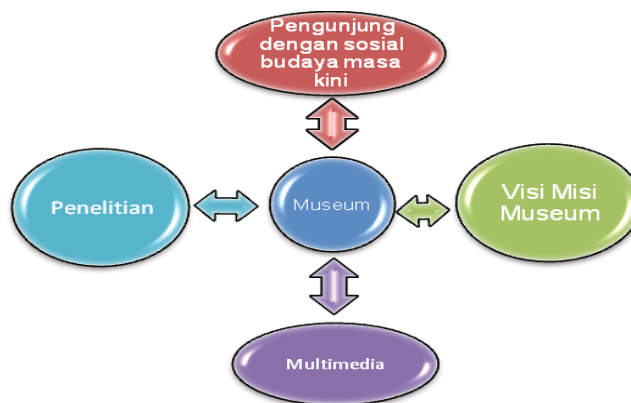 Pengunjung
dengan sosial
budaya masa
kini
Penelitian
Museum
Visi Misi
Museum
Multimedia